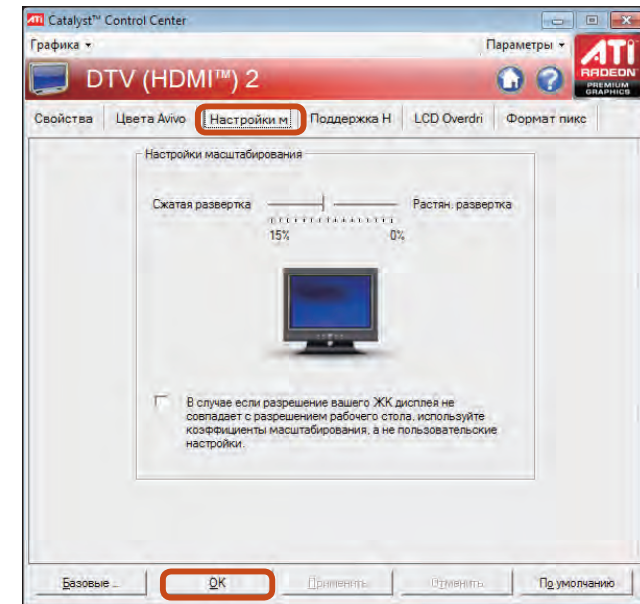 Catalyst™ Control Center
Графика
Параметры
ATI
RADEON
PREMIUM
GRAPHICS
DTV (HDMI™) 2
Свойства
Цвета Avivo
Настройки м
Поддержка H
LCD Overdri
Формат пикс
Настройки масштабирования
Сжатая развертка
Растян. развертка
15%
0%
В случае если разрешение вашего ЖК дисплея не
совпадает с разрешением рабочего стола, используйте
коэффициенты масштабирования, а не пользовательские
настройки.
Базовые ...
OK
Применить
Отменить
По умолчанию